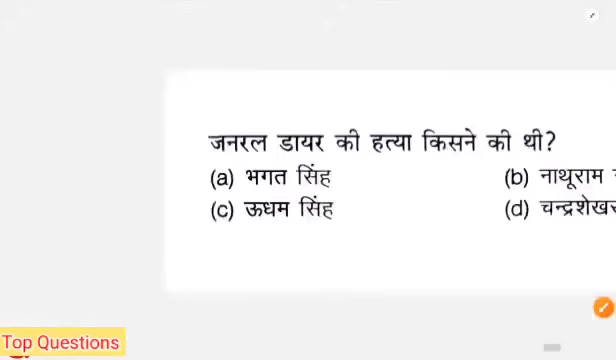 जनरल डायर की हत्या किसने की थी?
(a) भगत सिंह (b) नाथूराम
(c) ऊधम सिंह (d) चन्द्रशेखर
Top Questions